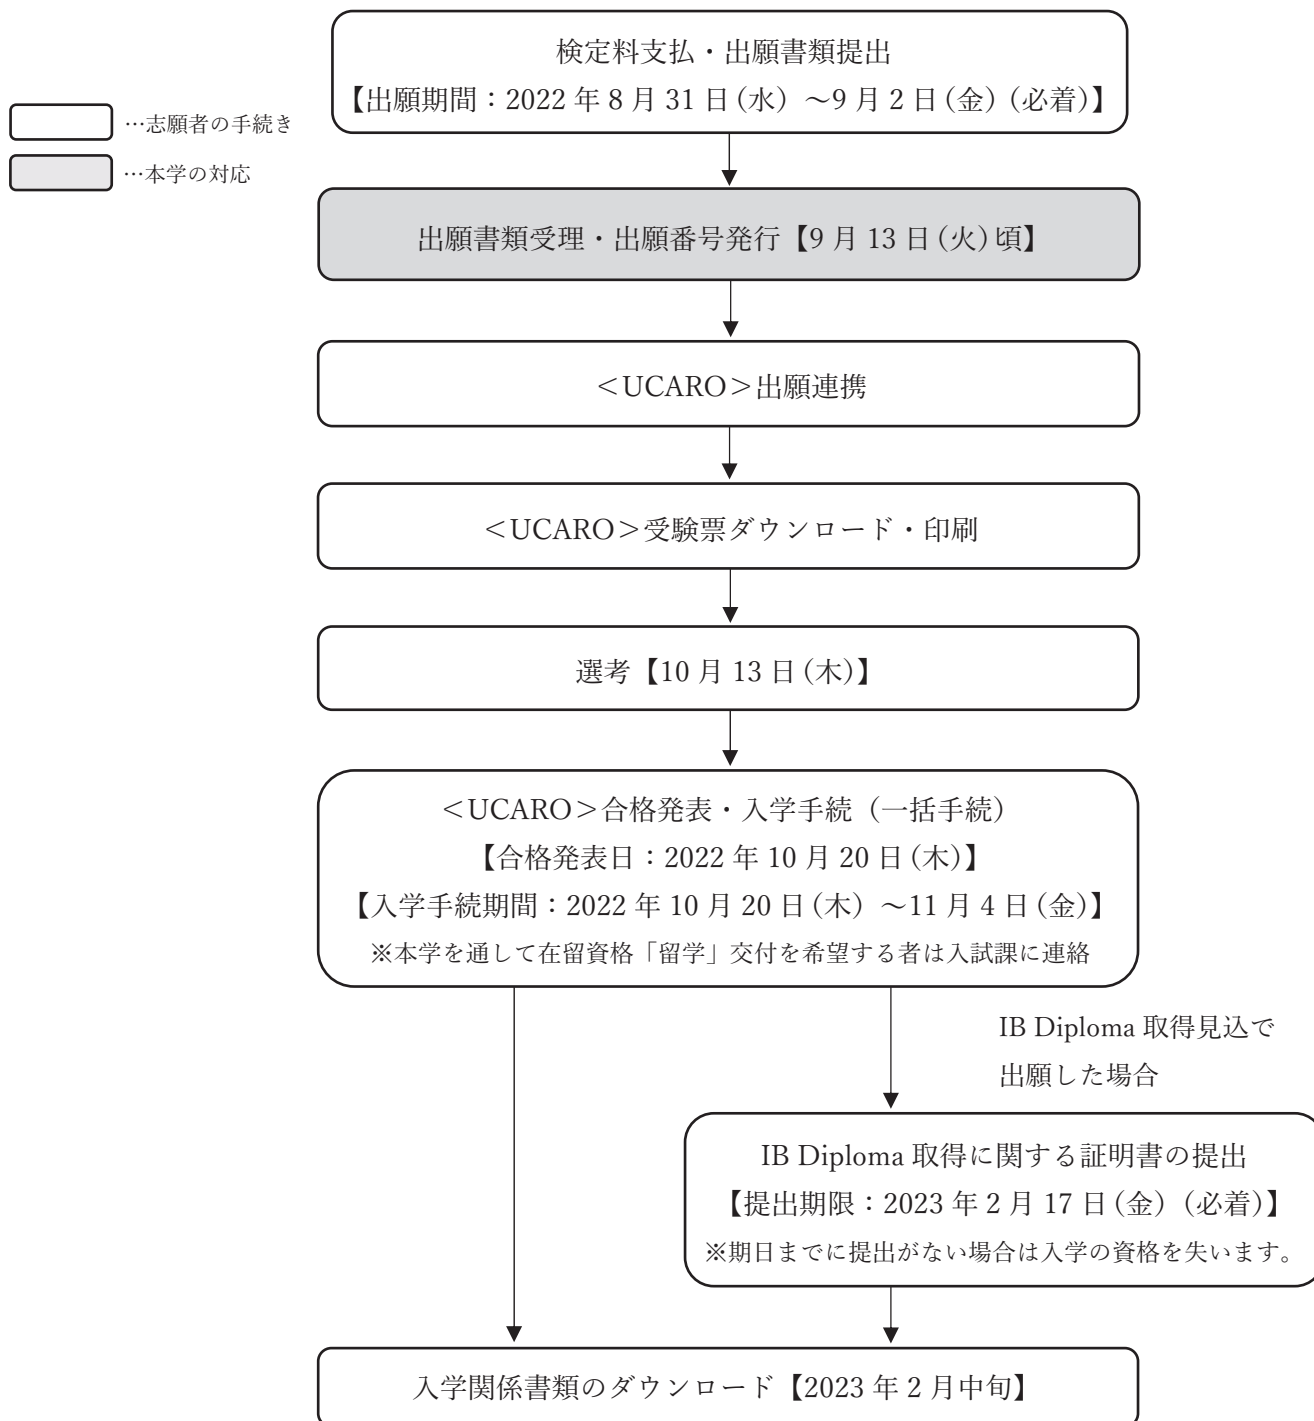 検定料支払・出願書類提出
【出願期間：2022 年 8 月 31 日(水) ～9 月 2 日(金) (必着)】
…志願者の手続き
…本学の対応
出願書類受理・出願番号発行【9 月 13 日(火)頃】
＜UCARO＞出願連携
＜UCARO＞受験票ダウンロード・印刷
選考【10 月 13 日(木)】
＜UCARO＞合格発表・入学手続（一括手続）
【合格発表日：2022 年 10 月 20 日(木)】
【入学手続期間：2022 年 10 月 20 日(木) ～11 月 4 日(金)】
※本学を通して在留資格「留学」交付を希望する者は入試課に連絡
IB Diploma 取得見込で
出願した場合
IB Diploma 取得に関する証明書の提出
【提出期限：2023 年 2 月 17 日(金) (必着)】
※期日までに提出がない場合は入学の資格を失います。
入学関係書類のダウンロード【2023 年 2 月中旬】